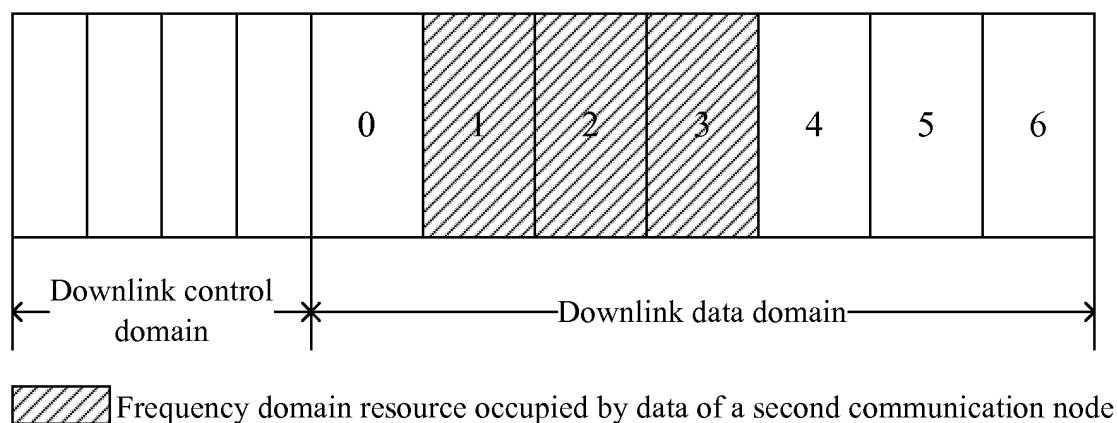 0 1 2 3 4 5 6
Downlink control
domain
Downlink data domain
Frequency domain resource occupied by data of a second communication node